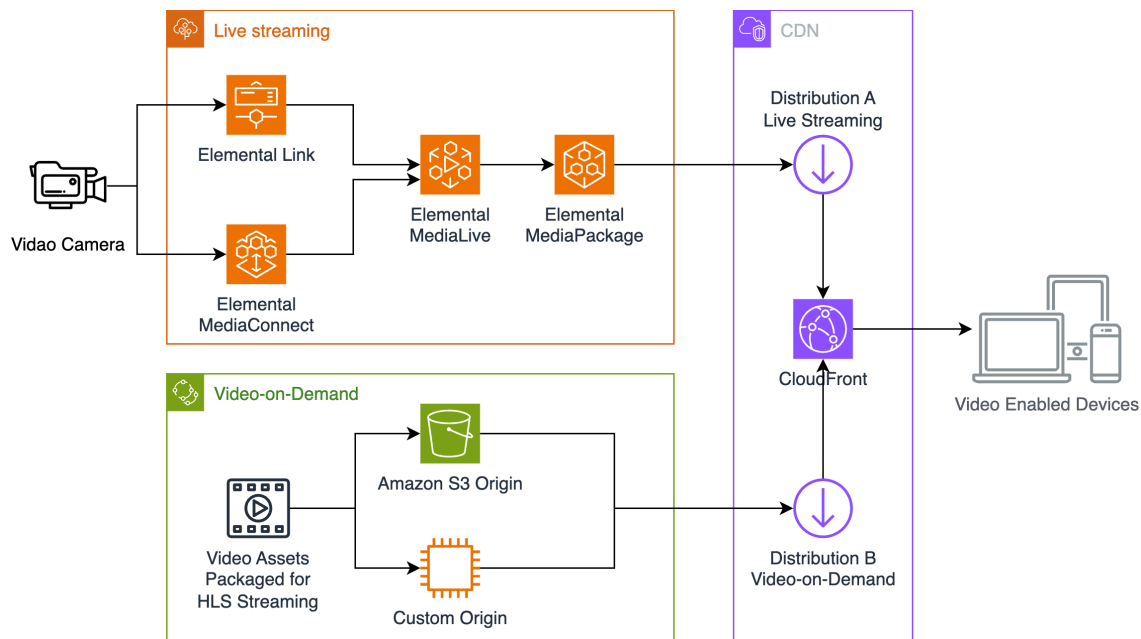 Live streaming
CDN
Distribution A
Live Streaming
Elemental Link
Elemental
MediaLive
Elemental
MediaPackage
Vidao Camera
Elemental
MediaConnect
CloudFront
Video Enabled Devices
Video-on-Demand
Amazon S3 Origin
Video Assets
Packaged for
HLS Streaming
Custom Origin
Distribution B
Video-on-Demand